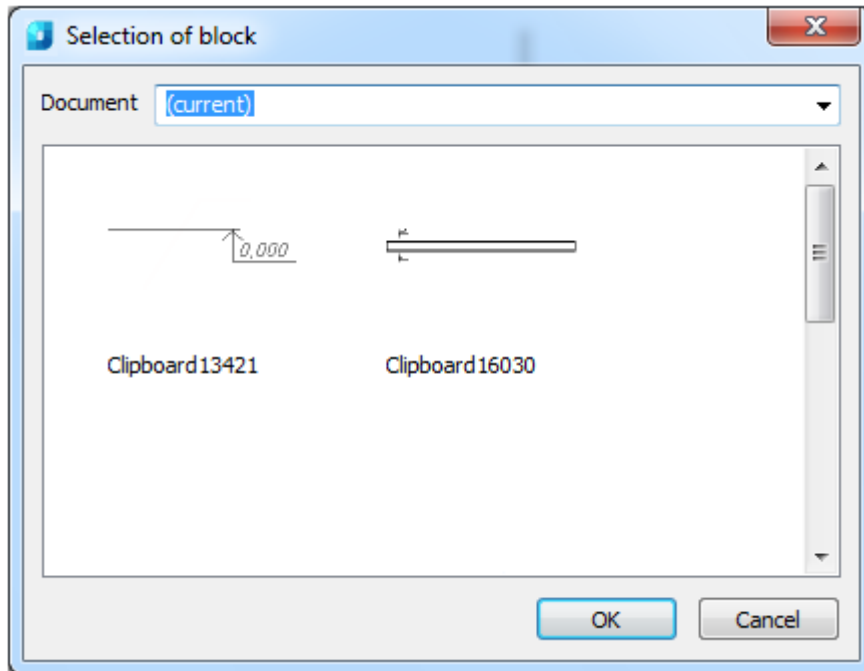 Selection of block
Document (current)
0,000
Clipboard13421 Clipboard16030
OK Cancel